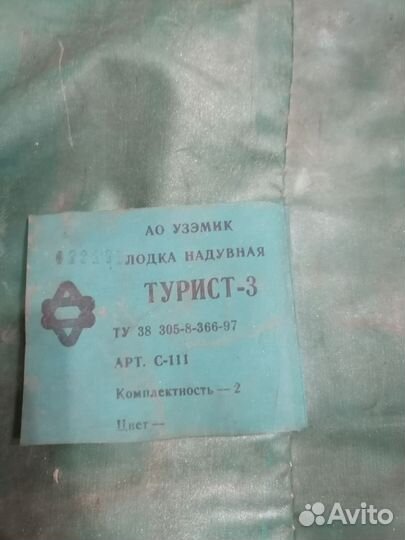 АО УЗЭМИК
ЛОДКА НАДУВНАЯ
ТУРИСТ-3
ТУ 38 305-8-366-97
АРТ. С-111
Комплектность — 2
Цвет —
Avito